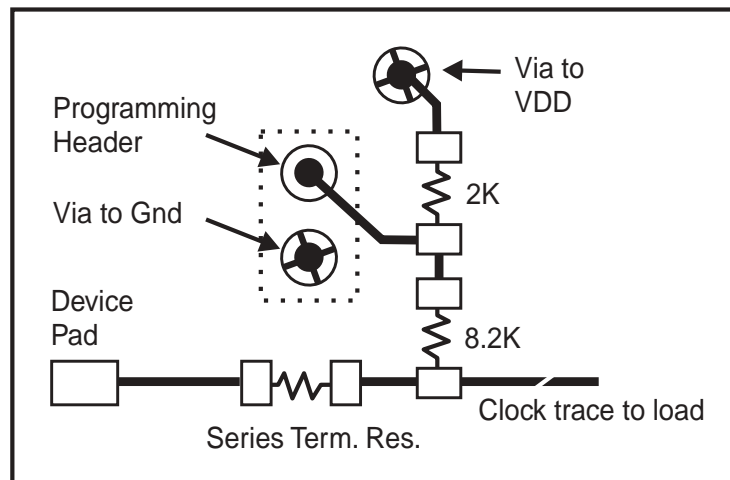 Via to
VDD
Programming
Header
2K
Via to Gnd
Device
Pad
8.2K
Clock trace to load
Series Term. Res.